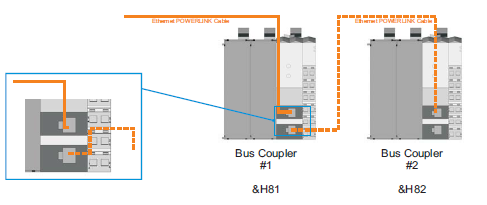 Ethernet POWERLINK Cable
Ethernet POWERLINK Cable
Bus Coupler
#1
&H81
Bus Coupler
#2
&H82